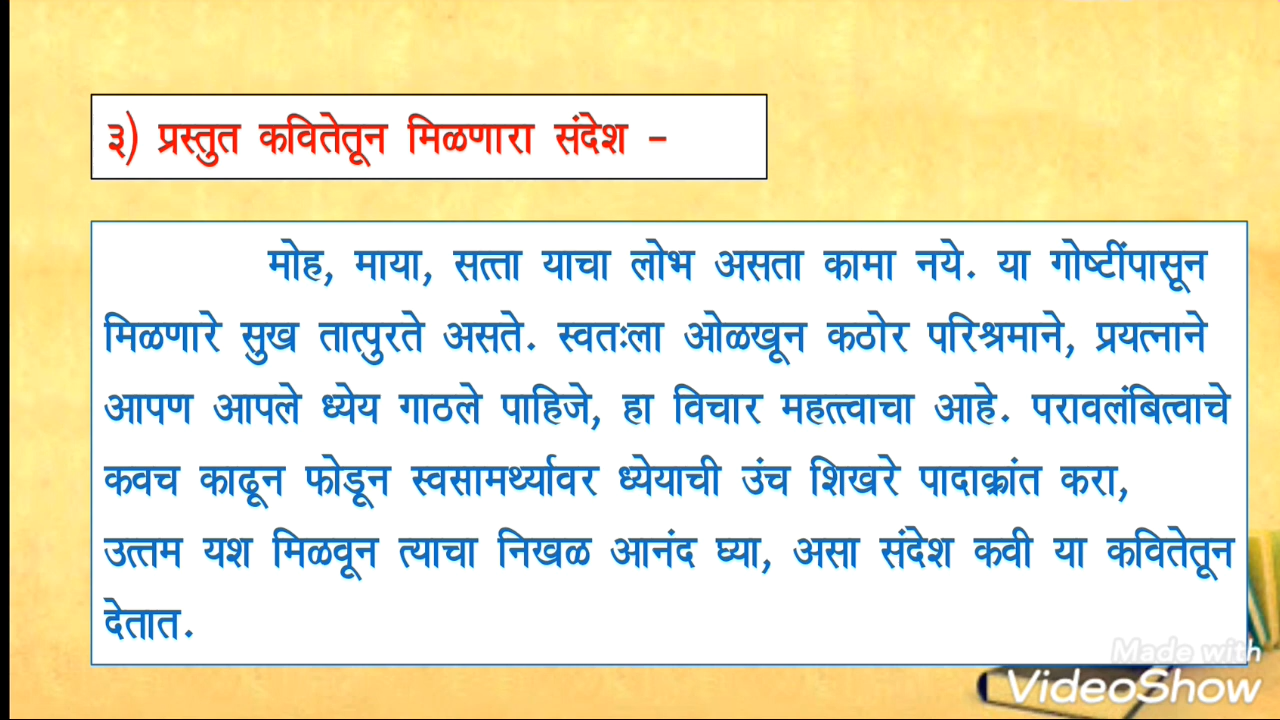 ३) प्रस्तुत कवितेतून मिळणारा संदेश -
मोह, माया, सत्ता याचा लोभ असता कामा नये. या गोष्टींपासून
मिळणारे सुख तात्पुरते असते. स्वतःला ओळखून कठोर परिश्रमाने, प्रयत्नाने
आपण आपले ध्येय गाठले पाहिजे, हा विचार महत्त्वाचा आहे. परावलंबित्वाचे
कवच काढून फोडून स्वसामर्थ्यावर ध्येयाची उंच शिखरे पादाक्रांत करा,
उत्तम यश मिळवून त्याचा निखळ आनंद घ्या, असा संदेश कवी या कवितेतून
देतात.
Made with
VideoShow